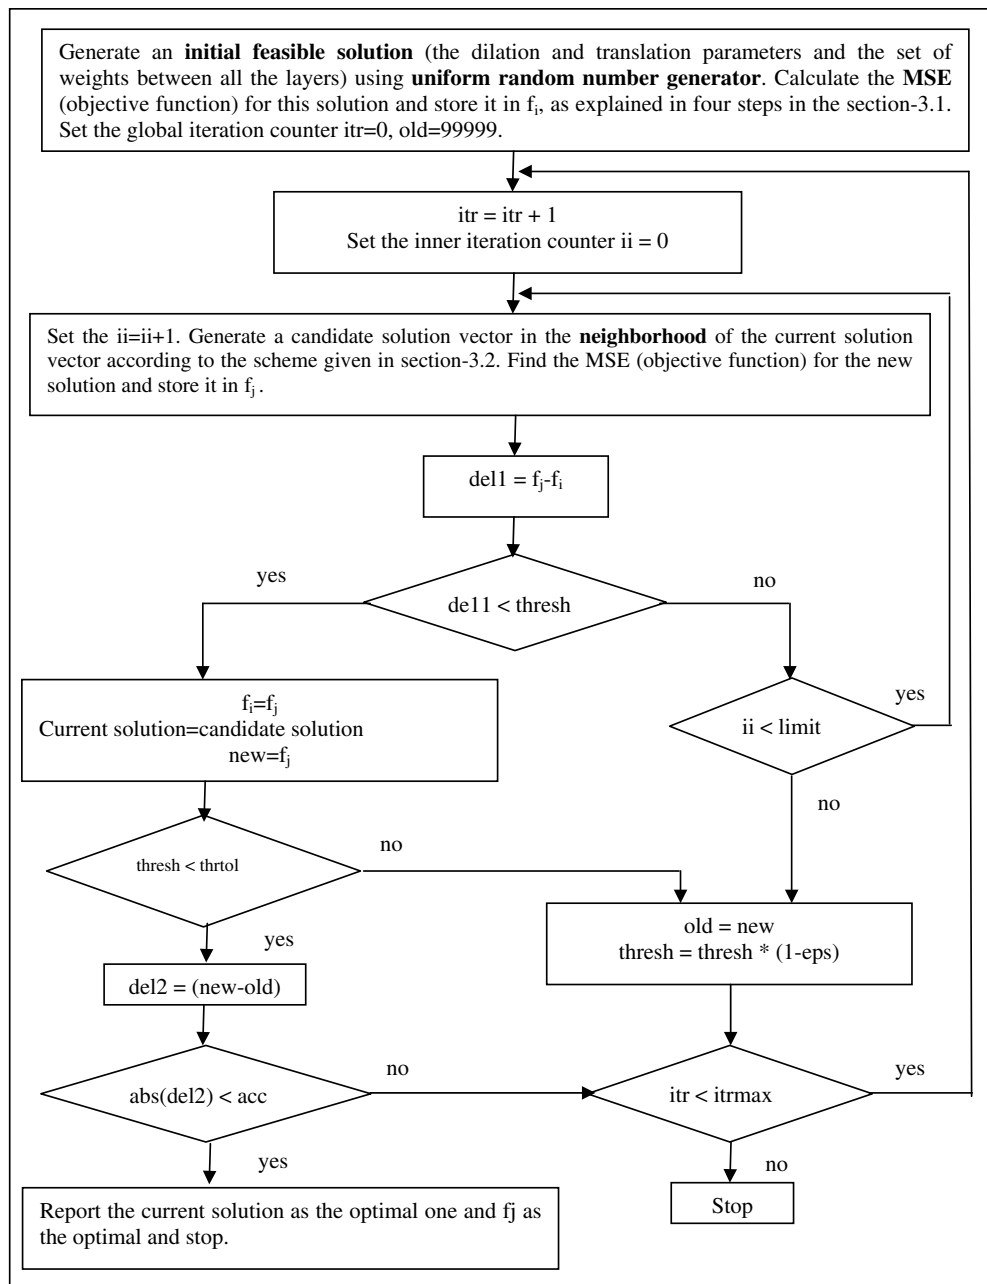 Generate an initial feasible solution (the dilation and translation parameters and the set of
weights between all the layers) using uniform random number generator. Calculate the MSE
(objective function) for this solution and store it in fi, as explained in four steps in the section-3.1.
Set the global iteration counter itr=0, old=99999.
itr = itr + 1
Set the inner iteration counter ii = 0
Set the ii=ii+1. Generate a candidate solution vector in the neighborhood of the current solution
vector according to the scheme given in section-3.2. Find the MSE (objective function) for the new
solution and store it in fj .
del1 = fj-fi
yes
no
de11 < thresh
fi=fj
Current solution=candidate solution
new=fj
yes
ii < limit
no
thresh < thrtol
no
yes
old = new
thresh = thresh * (1-eps)
del2 = (new-old)
abs(del2) < acc
no
itr < itrmax
yes
yes
no
Report the current solution as the optimal one and fj as
the optimal and stop.
Stop